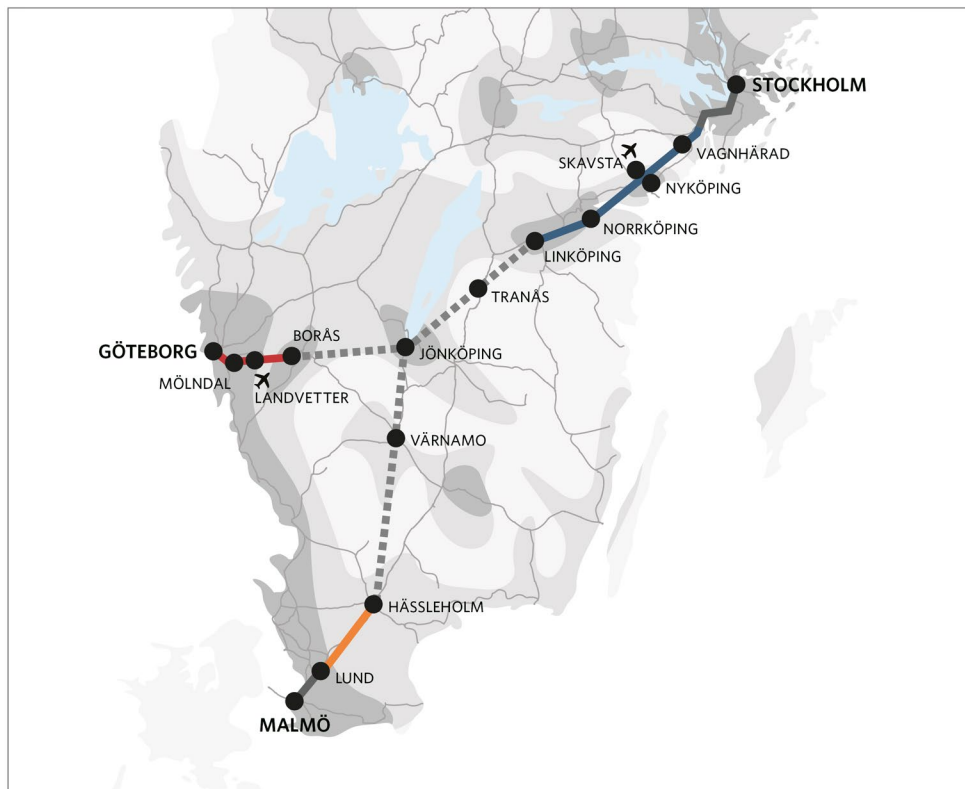 STOCKHOLM
VAGNHÄRAD
SKAVSTA
NYKÖPING
NORRKÖPING
LINKÖPING
TRANÅS
BORÅS
GÖTEBORG
JÖNKÖPING
MÖLNDAL
LANDVETTER
VÄRNAMO
HÄSSLEHOLM
LUND
MALMÖ